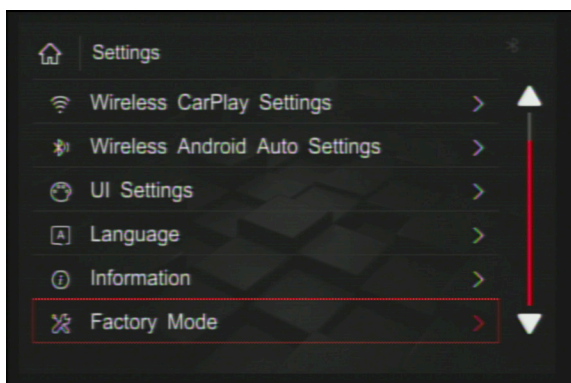 Settings
Wireless CarPlay Settings
Wireless Android Auto Settings
UI Settings
A Language
Information
Factory Mode